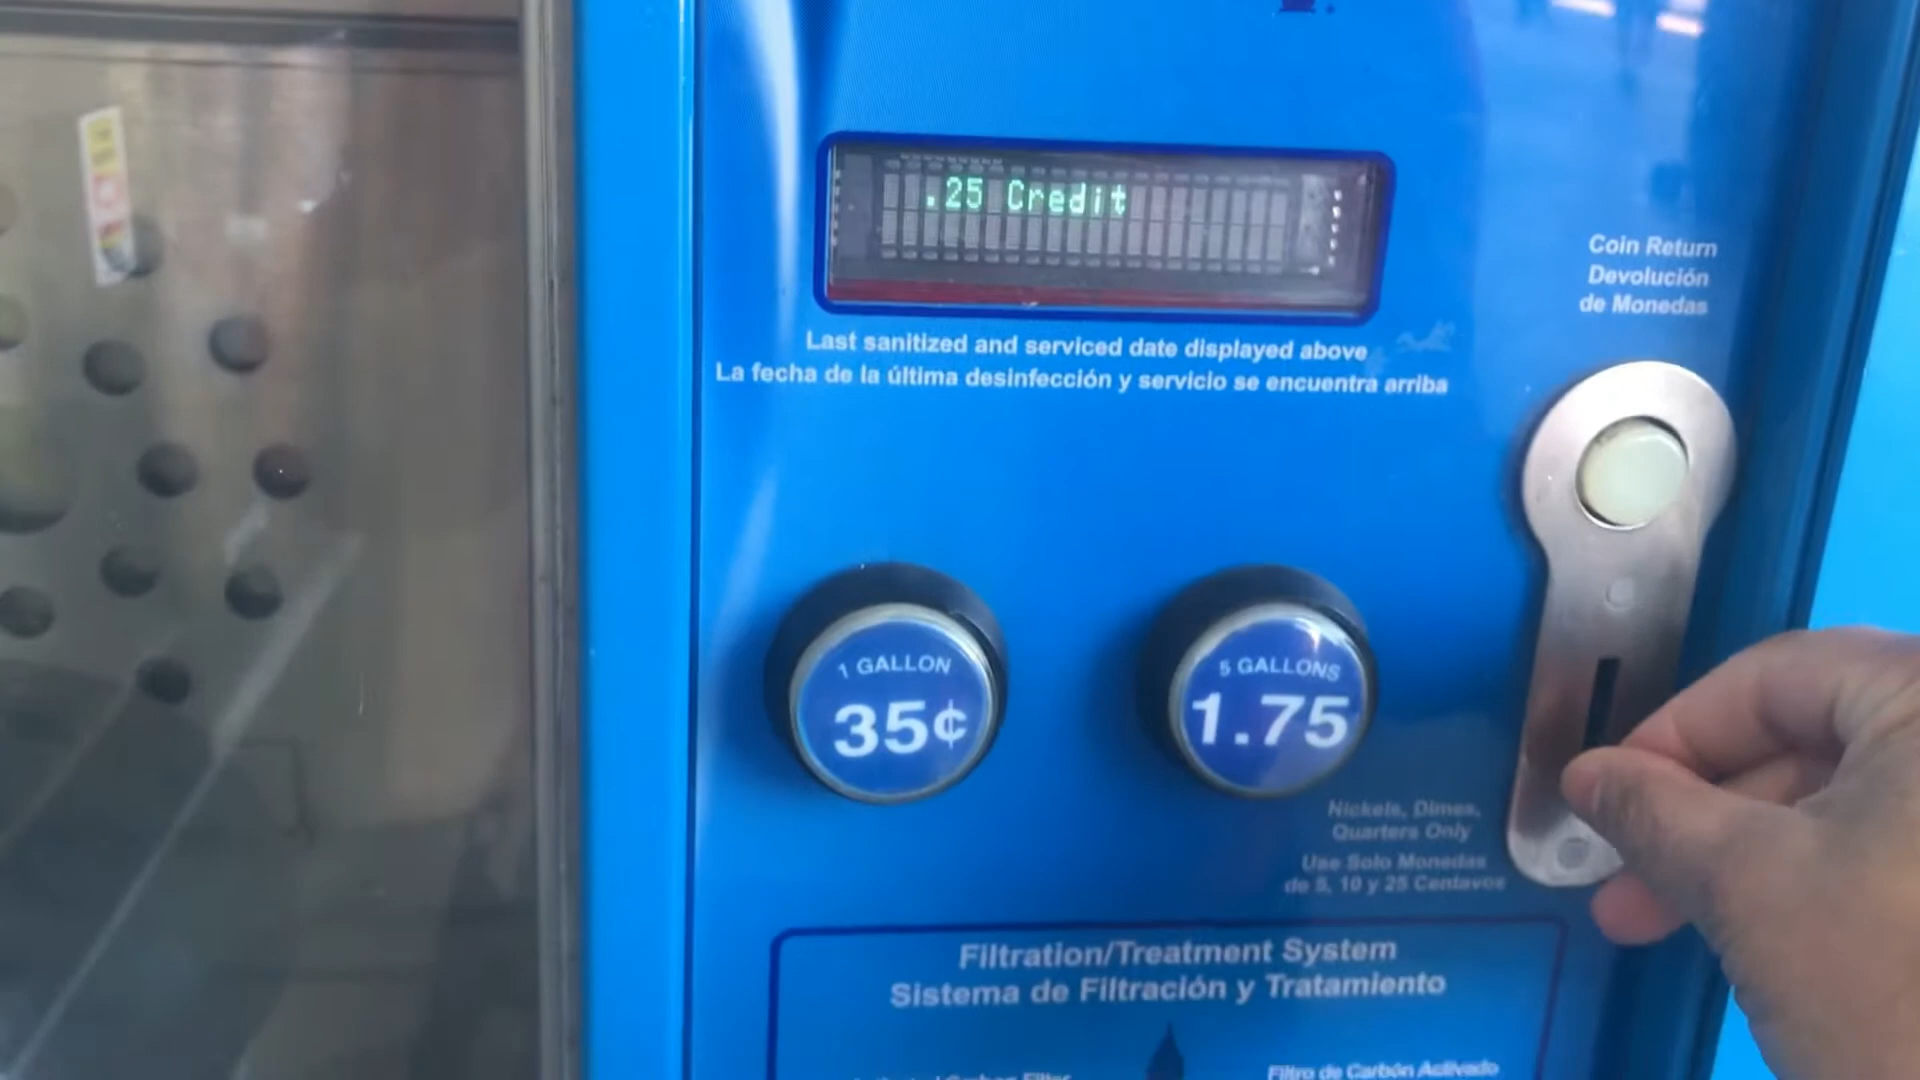 .25 Credit
Coin Return
Devolución
de Monedas
Last sanitized and serviced date displayed above
La fecha de la última desinfección y servicio se encuentra arriba
1 GALLON
35¢
5 GALLONS
1.75
Nickels, Dimes,
Quarters Only
Use Solo Monedas
de 5, 10 y 25 Centavos
Filtration/Treatment System
Sistema de Filtración y Tratamiento
Carbon Filter
Filtro de Carbón Activado